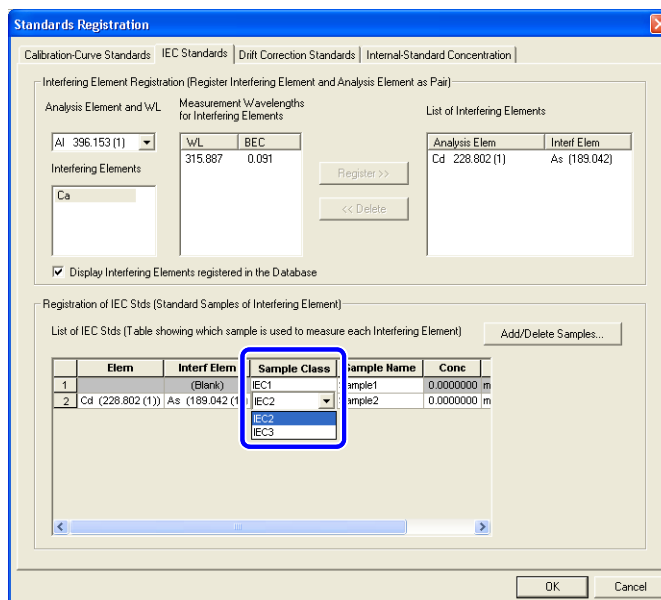 Standards Registration
Calibration-Curve Standards IEC Standards Drift Correction Standards Internal-Standard Concentration
Interfering Element Registration (Register Interfering Element and Analysis Element as Pair)
Analysis Element and WL
Al 396.153 (1)
Interfering Elements
Ca
Measurement Wavelengths
for Interfering Elements
WL BEC
315.887 0.091
Register >>
<< Delete
List of Interfering Elements
Analysis Elem Interf Elem
Cd 228.802 (1) As (189.042)
Display Interfering Elements registered in the Database
Registration of IEC Stds (Standard Samples of Interfering Element)
List of IEC Stds (Table showing which sample is used to measure each Interfering Element)
Add/Delete Samples...
Elem Interf Elem Sample Class Sample Name Conc
1 (Blank) IEC1 ample1 0.0000000 m
2 Cd (228.802 (1)) As (189.042 (1 IEC2 ample2 0.0000000 m
IEC2
IEC3
OK Cancel